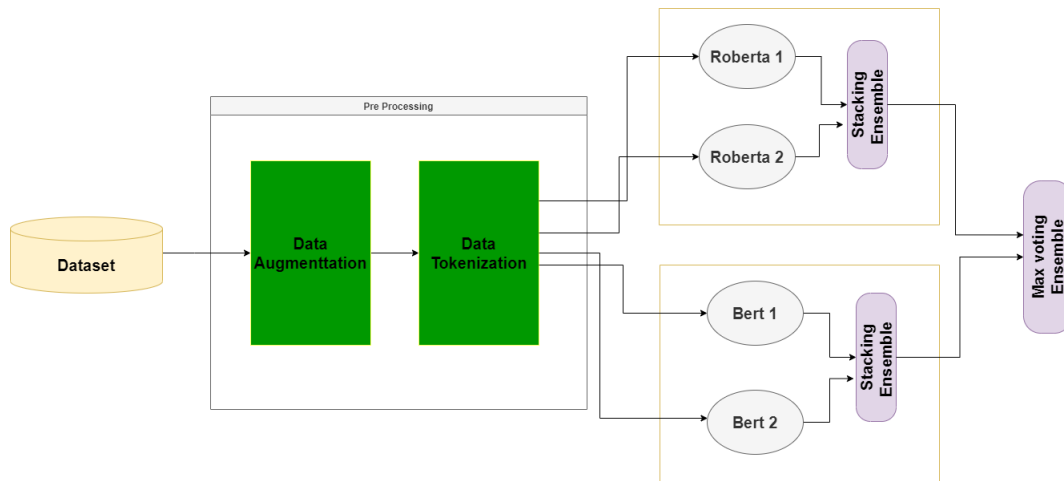 Pre Processing
Dataset
Data
Augmenttation
Data
Tokenization
Roberta 1
Roberta 2
Stacking
Ensemble
Bert 1
Bert 2
Stacking
Ensemble
Max voting
Ensemble